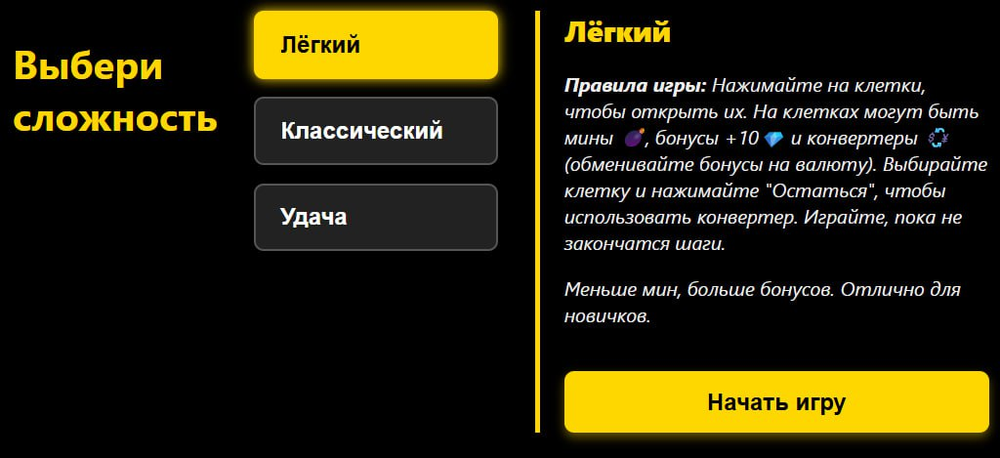 Выбери
сложность
Лёгкий
Классический
Удача
Лёгкий
Правила игры: Нажимайте на клетки,
чтобы открыть их. На клетках могут быть
мины 💣, бонусы +10 💎 и конвертеры 💱
(обменивайте бонусы на валюту). Выбирайте
клетку и нажимайте "Остаться", чтобы
использовать конвертер. Играйте, пока не
закончатся шаги.
Меньше мин, больше бонусов. Отлично для
новичков.
Начать игру